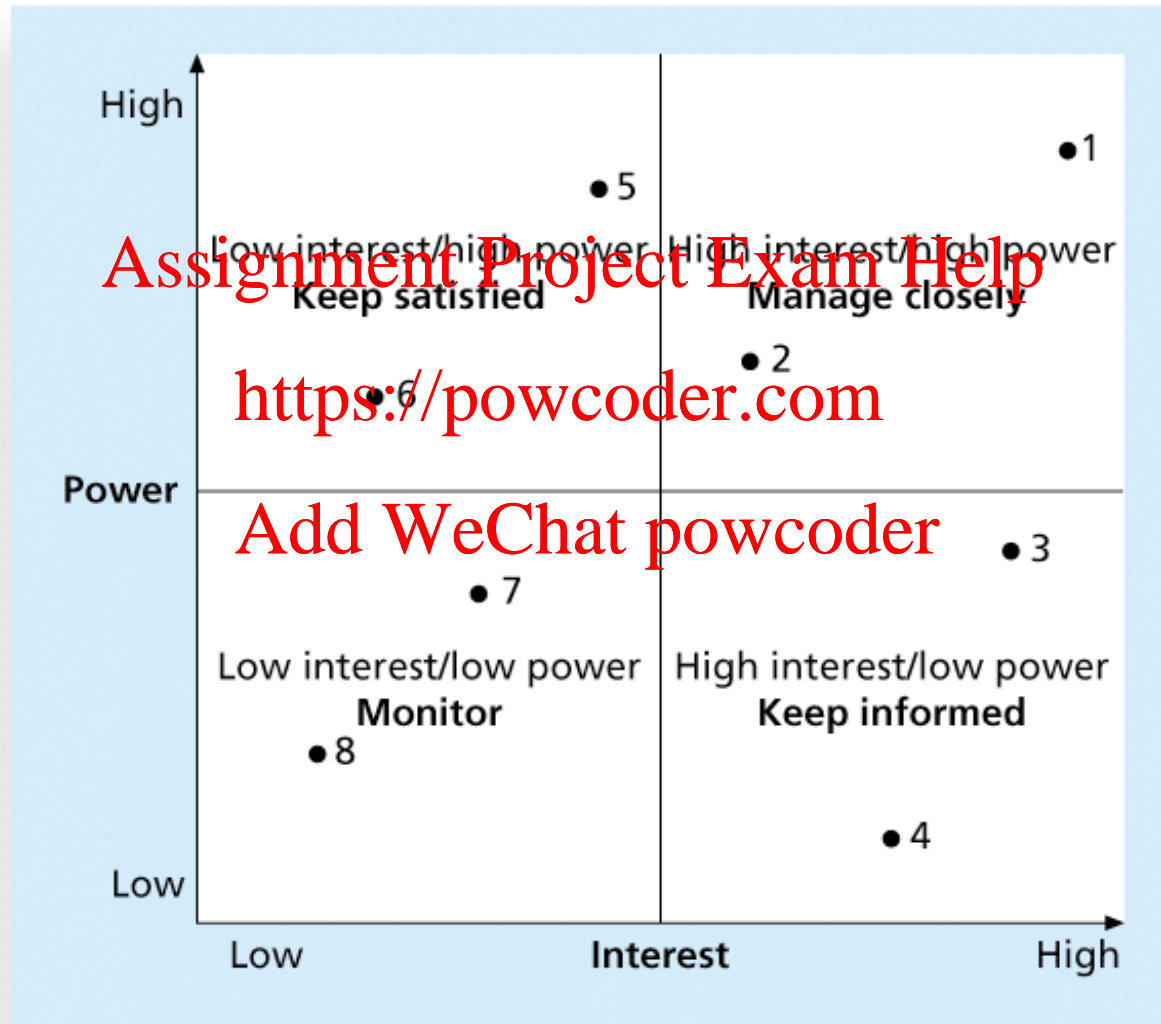 High
1
5
Low interest/high power
High interest/high power
Assignment Project Exam Help
Keep satisfied
Manage closely
2
6
https://powcoder.com
Power
Add WeChat powcoder
3
7
Low interest/low power
High interest/low power
Monitor
Keep informed
8
4
Low
Low
Interest
High